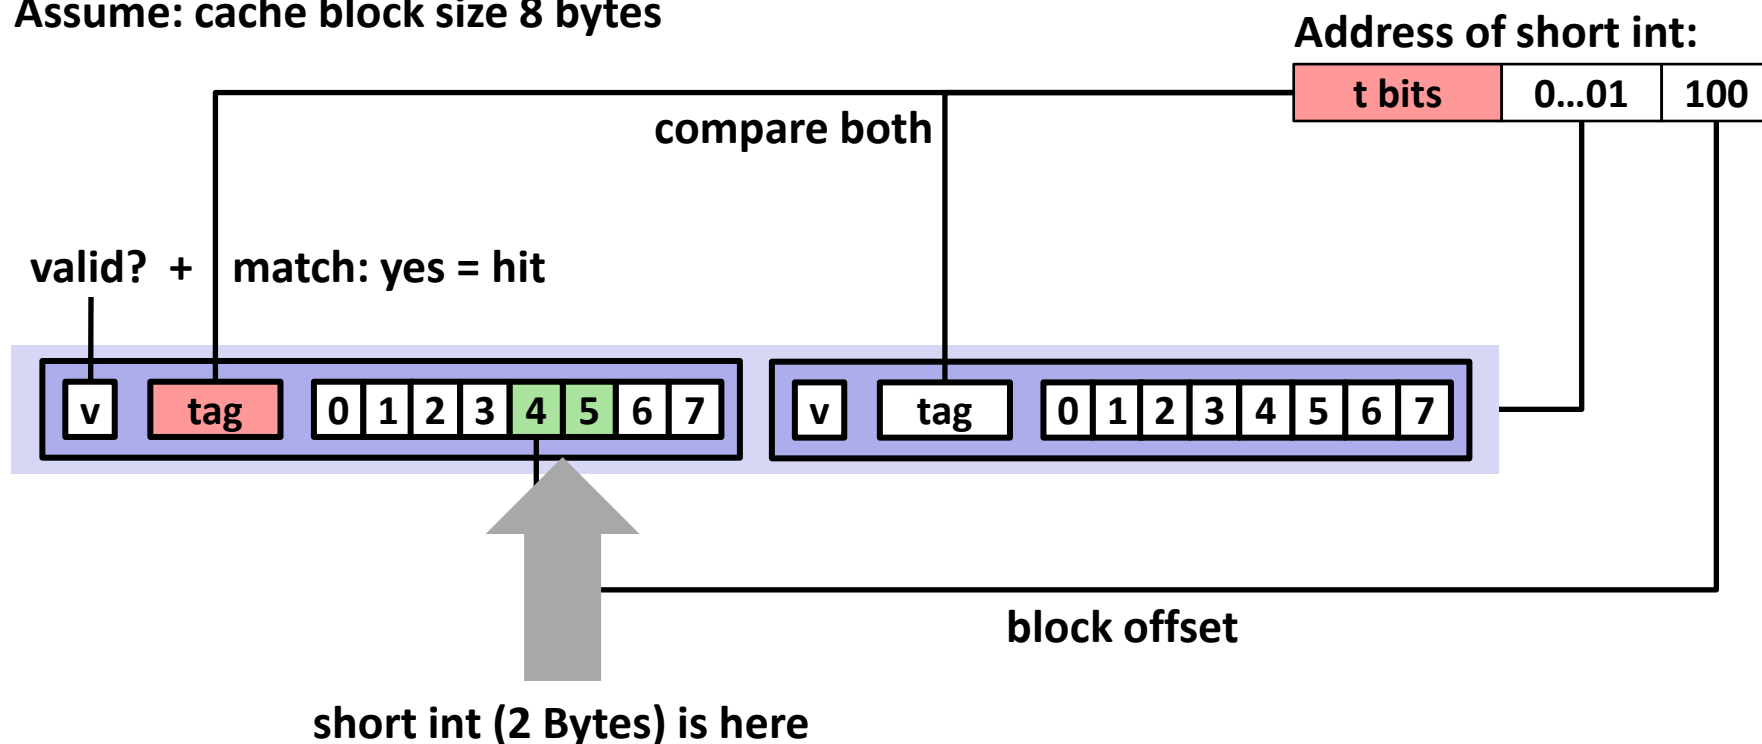 Assume: cache block size 8 bytes
Address of short int:
t bits 0...01 100
compare both
valid? + match: yes = hit
v tag 0 1 2 3 4 5 6 7 v tag 0 1 2 3 4 5 6 7
block offset
short int (2 Bytes) is here